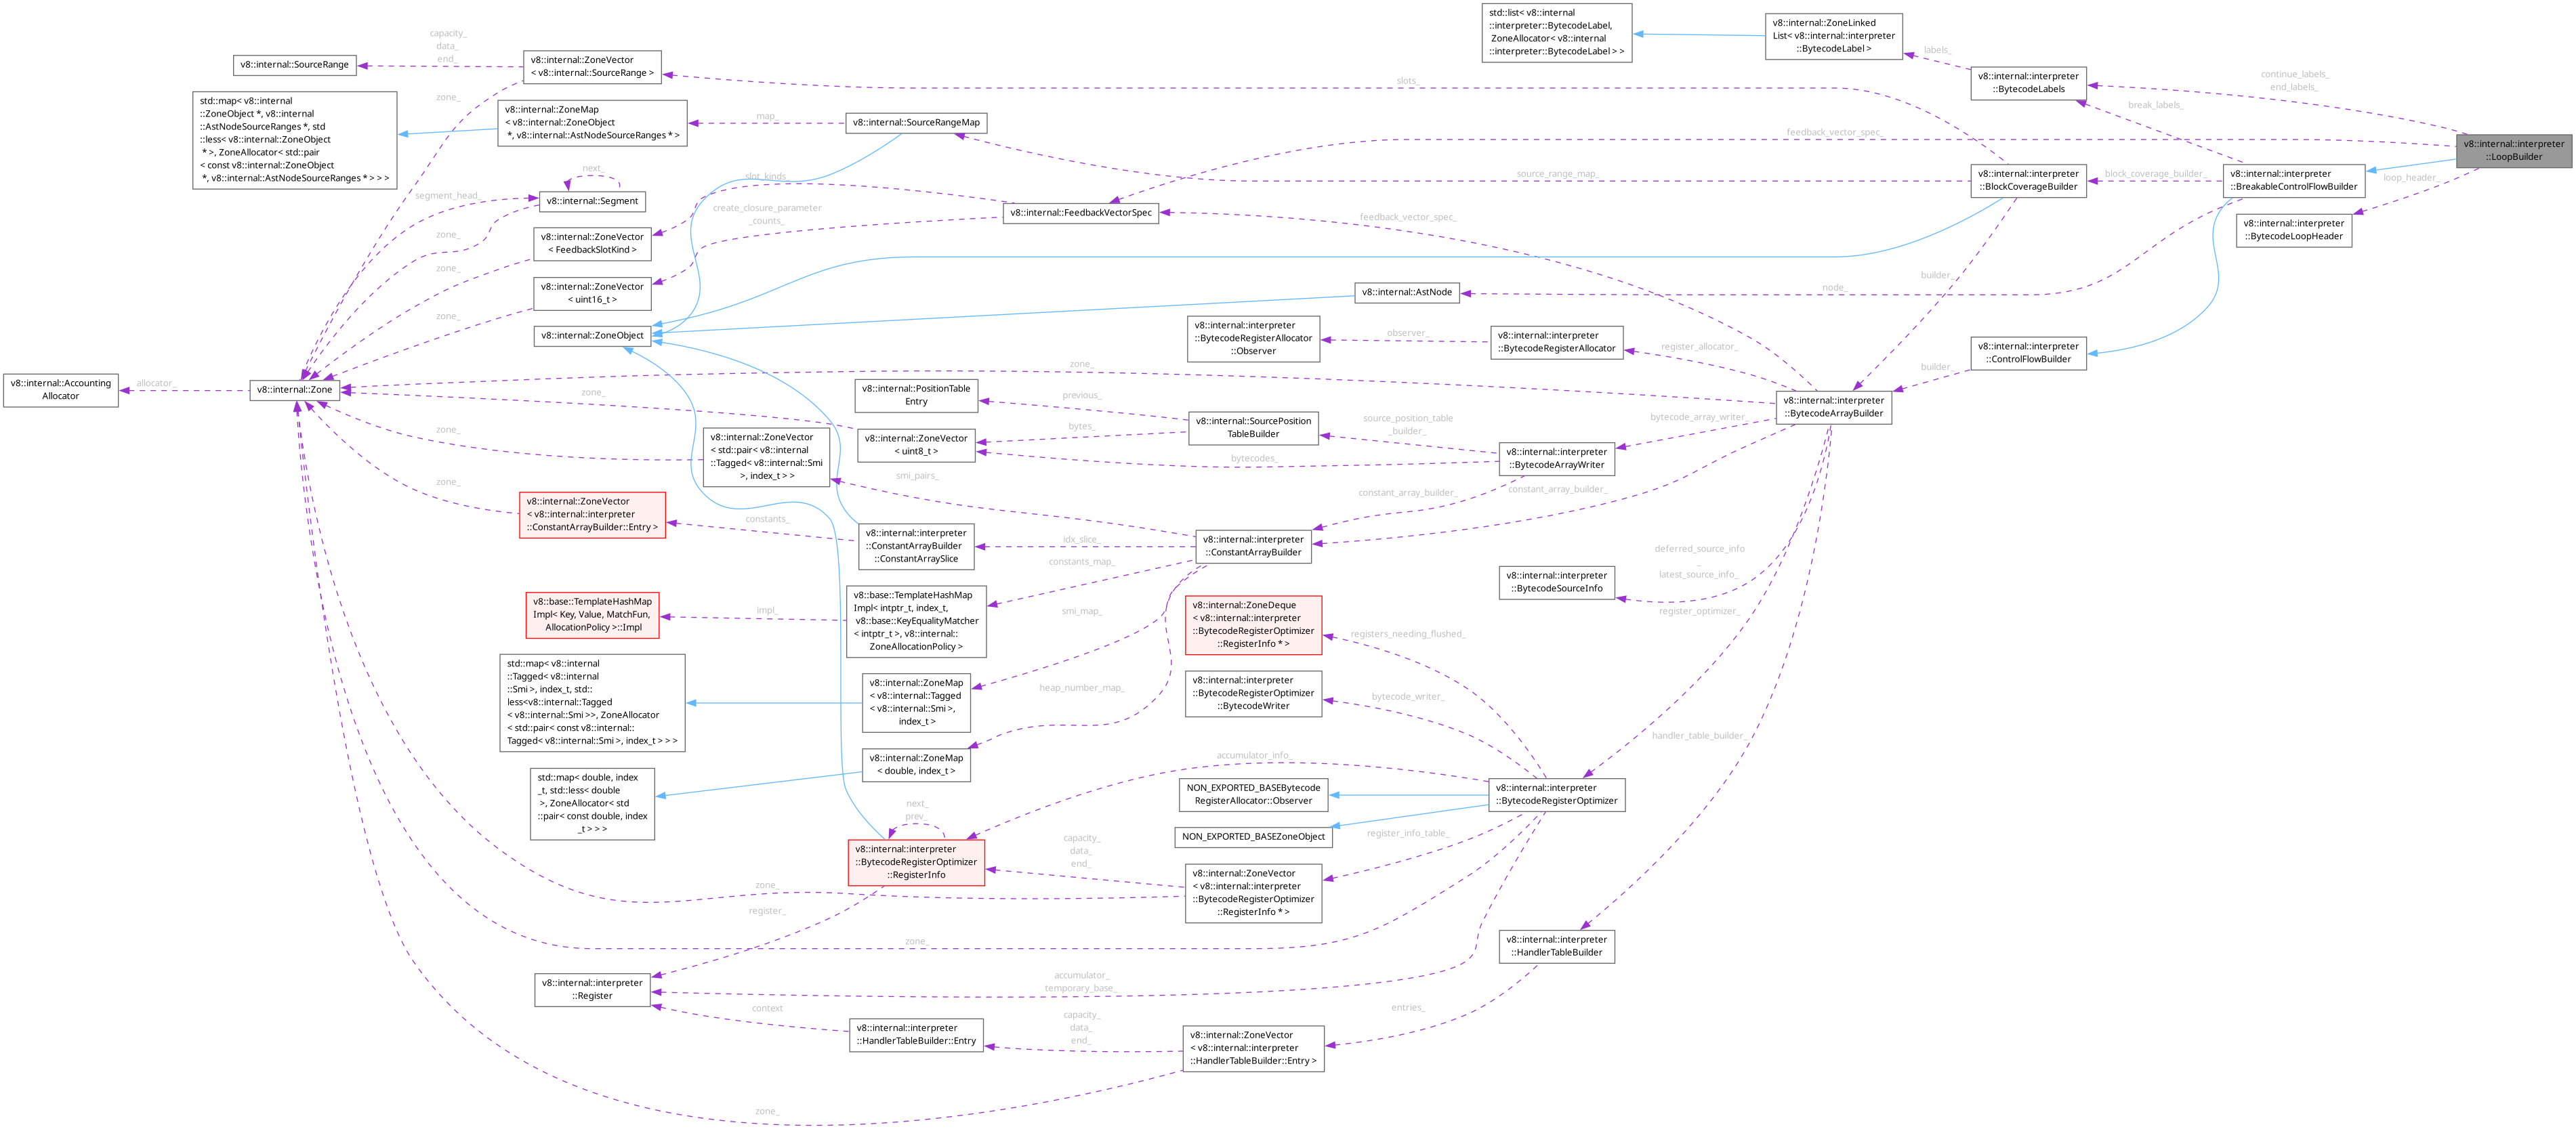 v8::internal::Accounting
Allocator
allocator_
v8::internal::Zone
v8::internal::SourceRange
std::map< v8::internal
::ZoneObject *, v8::internal
::AstNodeSourceRanges *, std
::less< v8::internal::ZoneObject
* >, ZoneAllocator< std::pair
< const v8::internal::ZoneObject
*, v8::internal::AstNodeSourceRanges * > > >
capacity_
data_
end_
zone_
segment_head_
zone_
zone_
zone_
zone_
zone_
v8::internal::ZoneVector
< v8::internal::SourceRange >
v8::internal::ZoneMap
< v8::internal::ZoneObject
*, v8::internal::AstNodeSourceRanges * >
next_
v8::internal::Segment
v8::internal::ZoneVector
< FeedbackSlotKind >
v8::internal::ZoneVector
< uint16_t >
v8::internal::ZoneObject
v8::internal::ZoneVector
< v8::internal::interpreter
::ConstantArrayBuilder::Entry >
v8::base::TemplateHashMap
Impl< Key, Value, MatchFun,
AllocationPolicy >::Impl
std::map< v8::internal
::Tagged< v8::internal
::Smi >, index_t, std::
less<v8::internal::Tagged
< v8::internal::Smi >>, ZoneAllocator
< std::pair< const v8::internal::
Tagged< v8::internal::Smi >, index_t > > >
std::map< double, index
_t, std::less< double
>, ZoneAllocator< std
::pair< const double, index
_t > > >
v8::internal::interpreter
::Register
map_
slot_kinds_
create_closure_parameter
_counts_
zone_
v8::internal::ZoneVector
< std::pair< v8::internal
::Tagged< v8::internal::Smi
>, index_t > >
constants_
impl_
zone_
register_
context
zone_
v8::internal::SourceRangeMap
v8::internal::PositionTable
Entry
v8::internal::ZoneVector
< uint8_t >
v8::internal::interpreter
::ConstantArrayBuilder
::ConstantArraySlice
v8::base::TemplateHashMap
Impl< intptr_t, index_t,
v8::base::KeyEqualityMatcher
< intptr_t >, v8::internal::
ZoneAllocationPolicy >
v8::internal::ZoneMap
< v8::internal::Tagged
< v8::internal::Smi >,
index_t >
v8::internal::ZoneMap
< double, index_t >
next_
prev_
v8::internal::interpreter
::BytecodeRegisterOptimizer
::RegisterInfo
zone_
v8::internal::interpreter
::HandlerTableBuilder::Entry
v8::internal::FeedbackVectorSpec
zone_
previous_
bytes_
smi_pairs_
idx_slice_
constants_map_
smi_map_
heap_number_map_
accumulator_info_
capacity_
data_
end_
accumulator_
temporary_base_
capacity_
data_
end_
v8::internal::interpreter
::BytecodeRegisterAllocator
::Observer
v8::internal::SourcePosition
TableBuilder
bytecodes_
v8::internal::interpreter
::ConstantArrayBuilder
v8::internal::ZoneDeque
< v8::internal::interpreter
::BytecodeRegisterOptimizer
::RegisterInfo * >
v8::internal::interpreter
::BytecodeRegisterOptimizer
::BytecodeWriter
NON_EXPORTED_BASEBytecode
RegisterAllocator::Observer
NON_EXPORTED_BASEZoneObject
v8::internal::ZoneVector
< v8::internal::interpreter
::BytecodeRegisterOptimizer
::RegisterInfo * >
v8::internal::ZoneVector
< v8::internal::interpreter
::HandlerTableBuilder::Entry >
slots_
feedback_vector_spec_
v8::internal::AstNode
observer_
source_position_table
_builder_
constant_array_builder_
registers_needing_flushed_
bytecode_writer_
register_info_table_
entries_
std::list< v8::internal
::interpreter::BytecodeLabel,
ZoneAllocator< v8::internal
::interpreter::BytecodeLabel > >
source_range_map_
v8::internal::interpreter
::BytecodeRegisterAllocator
v8::internal::interpreter
::BytecodeArrayWriter
constant_array_builder_
v8::internal::interpreter
::BytecodeSourceInfo
v8::internal::interpreter
::BytecodeRegisterOptimizer
v8::internal::interpreter
::HandlerTableBuilder
register_allocator_
bytecode_array_writer_
deferred_source_info
_
latest_source_info_
register_optimizer_
handler_table_builder_
v8::internal::ZoneLinked
List< v8::internal::interpreter
::BytecodeLabel >
feedback_vector_spec_
node_
v8::internal::interpreter
::BytecodeArrayBuilder
labels_
builder_
builder_
v8::internal::interpreter
::BytecodeLabels
v8::internal::interpreter
::BlockCoverageBuilder
v8::internal::interpreter
::ControlFlowBuilder
break_labels_
block_coverage_builder_
continue_labels_
end_labels_
v8::internal::interpreter
::BreakableControlFlowBuilder
v8::internal::interpreter
::BytecodeLoopHeader
loop_header_
v8::internal::interpreter
::LoopBuilder